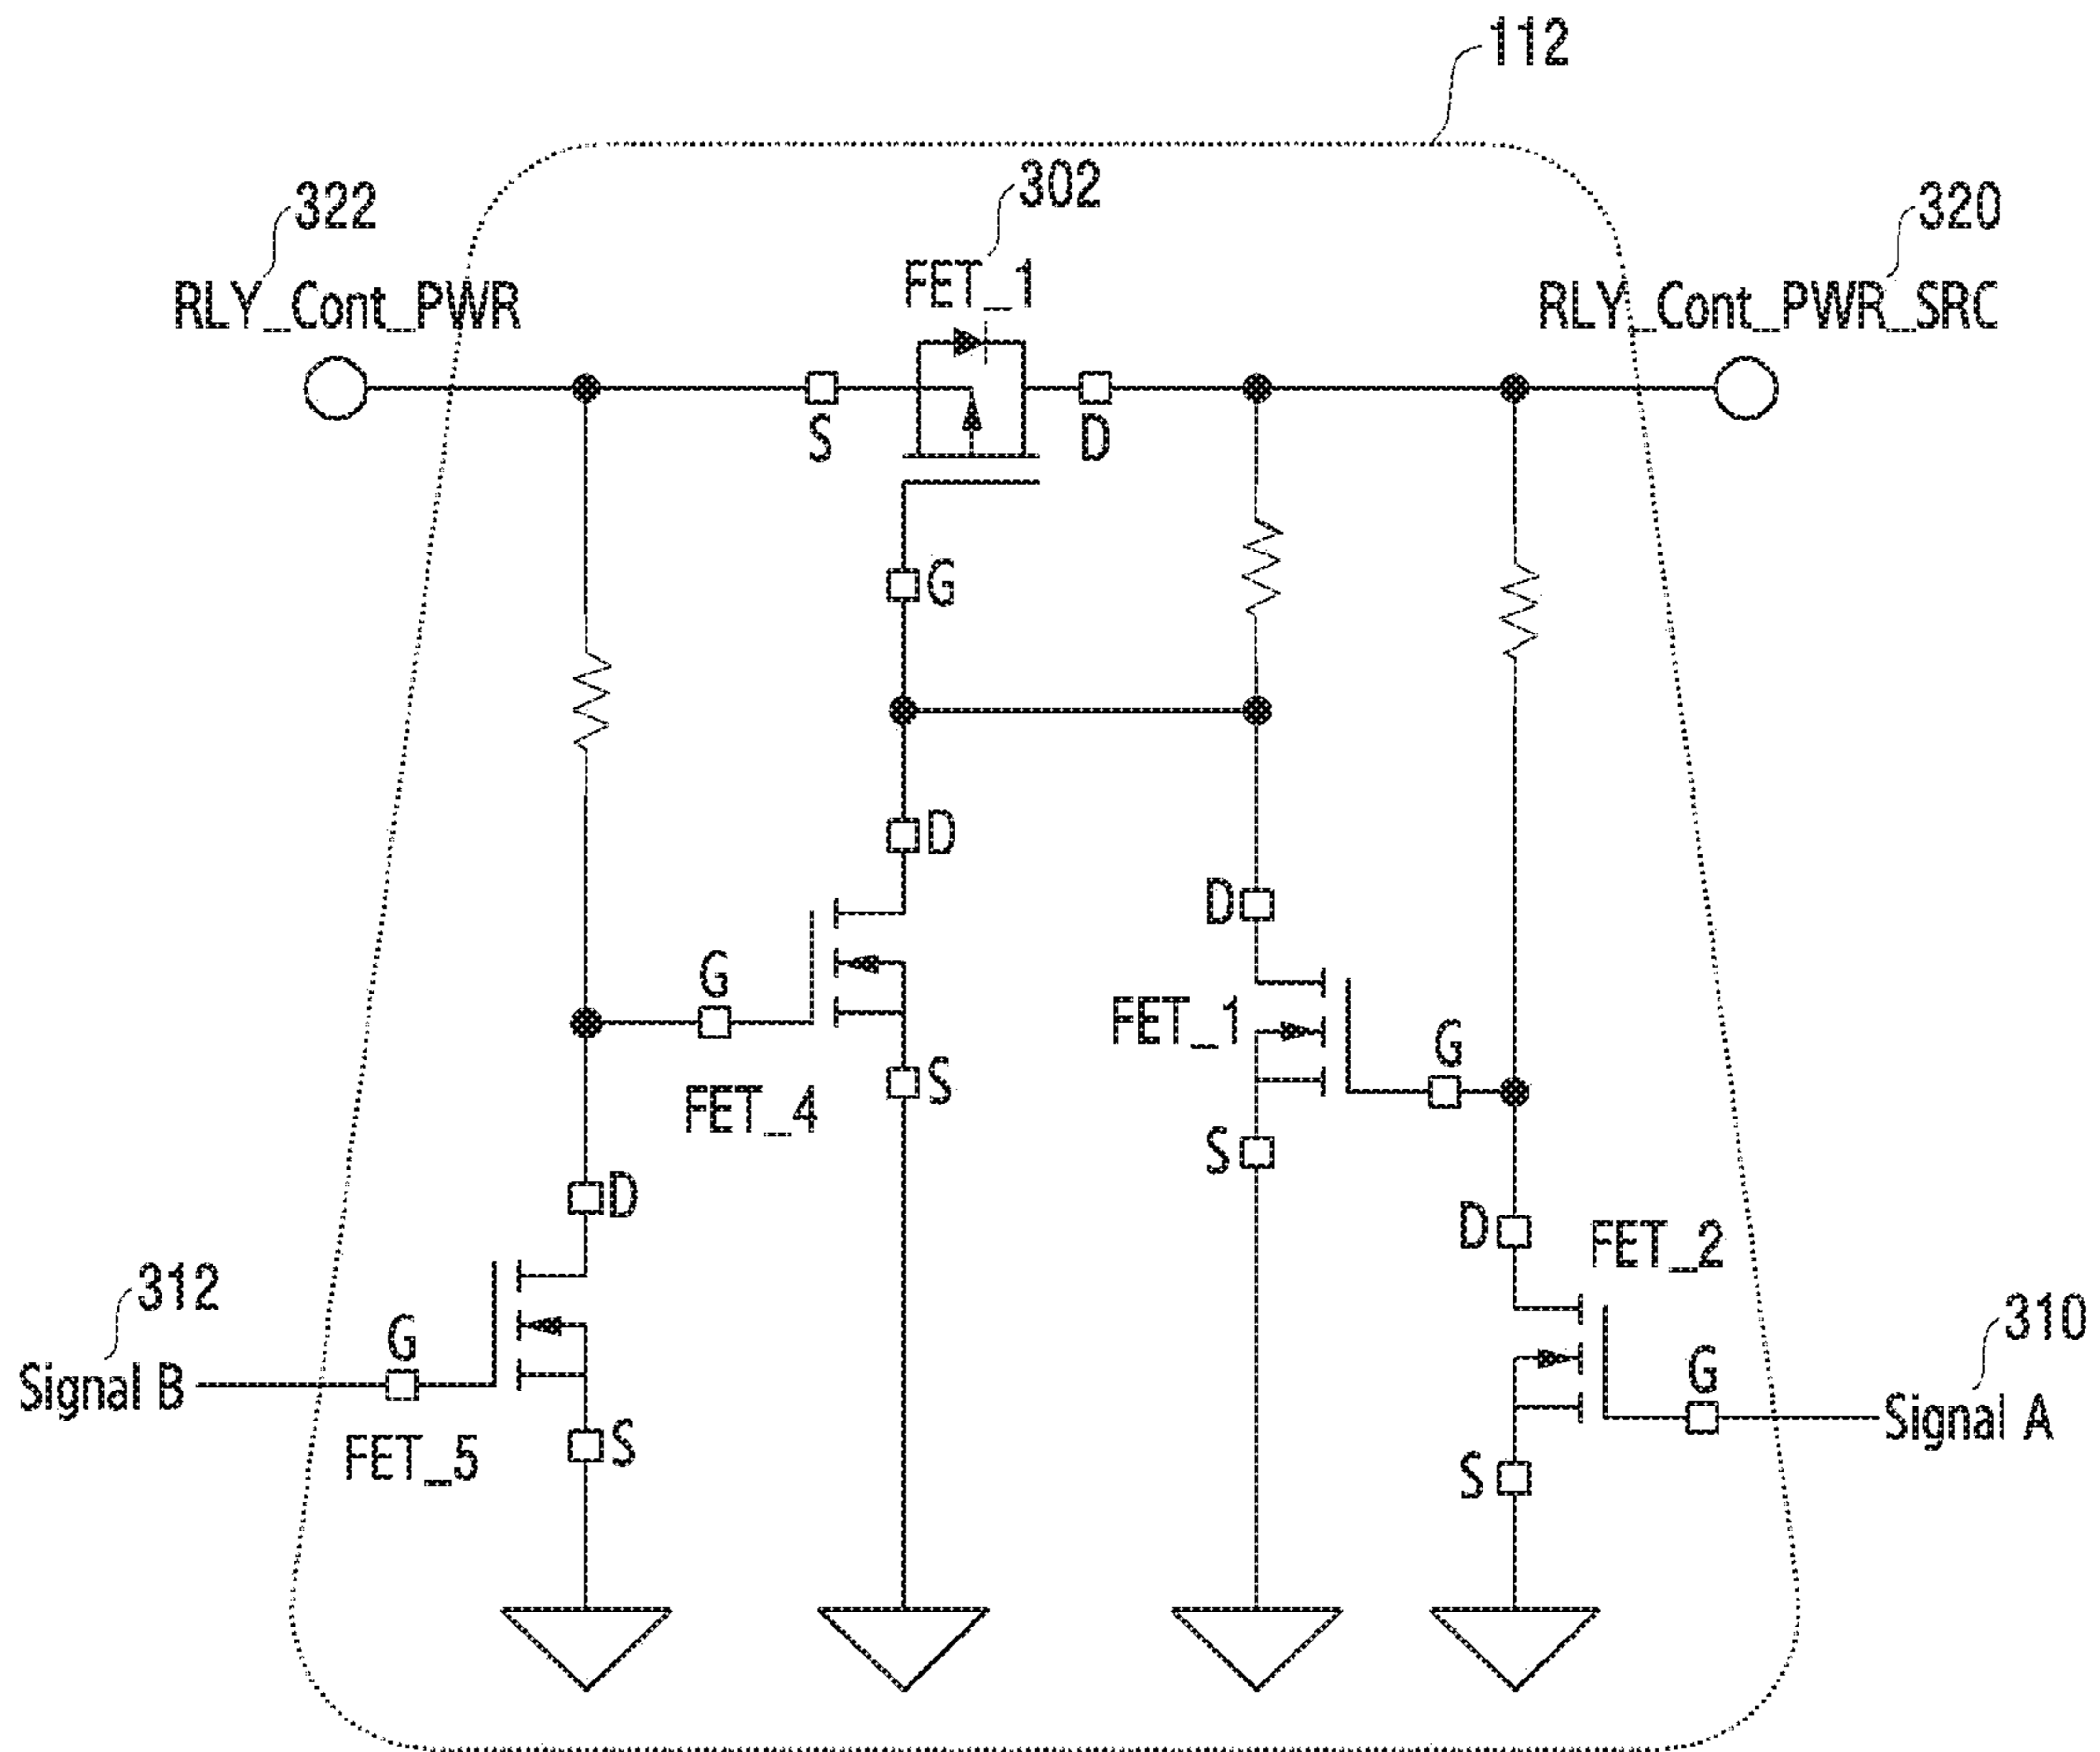 112
302
322
320
FET_1
RLY_Cont_PWR
RLY_Cont_PWR_SRC
S
D
G
D
D
G
FET_1
G
S
FET_4
S
D
D
FET_2
312
310
G
G
Signal B
Signal A
FET_5
S
S